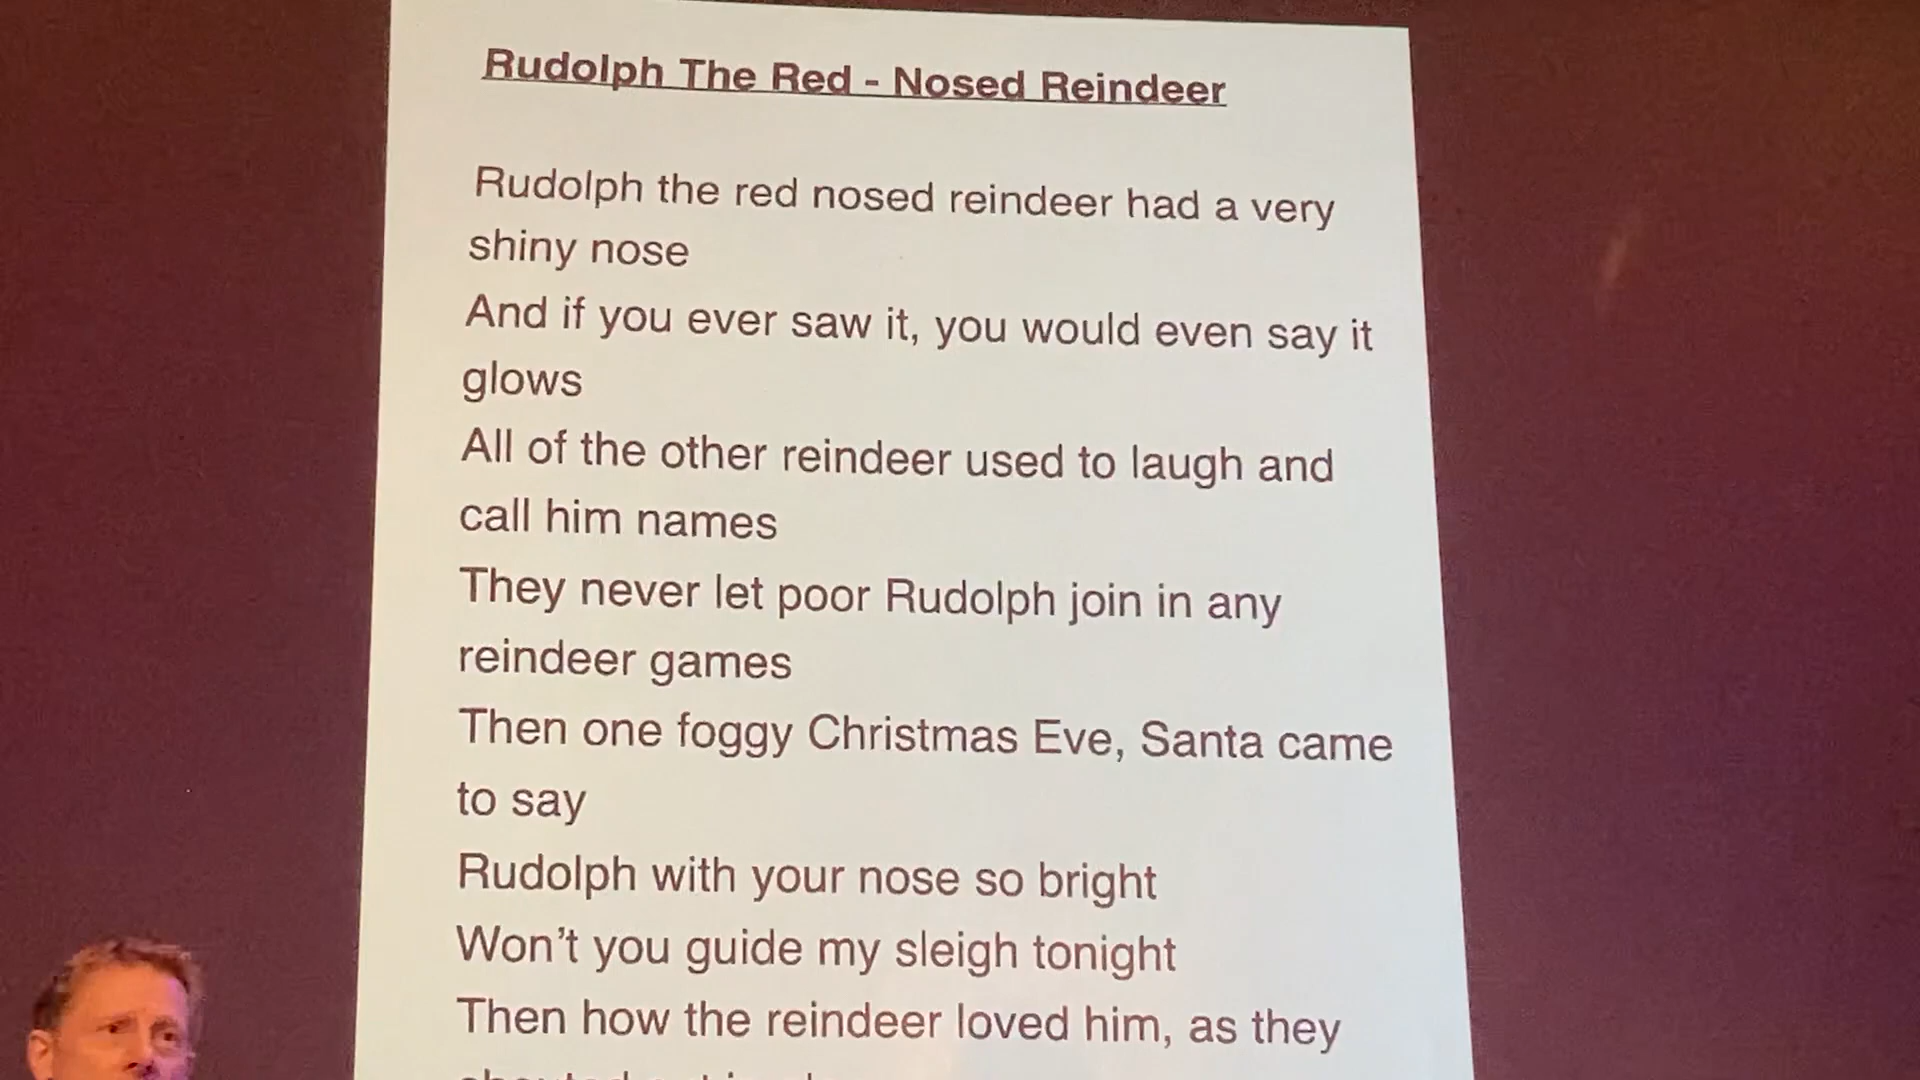 Rudolph The Red - Nosed Reindeer
Rudolph the red nosed reindeer had a very
shiny nose
And if you ever saw it, you would even say it
glows
All of the other reindeer used to laugh and
call him names
They never let poor Rudolph join in any
reindeer games
Then one foggy Christmas Eve, Santa came
to say
Rudolph with your nose so bright
Won't you guide my sleigh tonight
Then how the reindeer loved him, as they